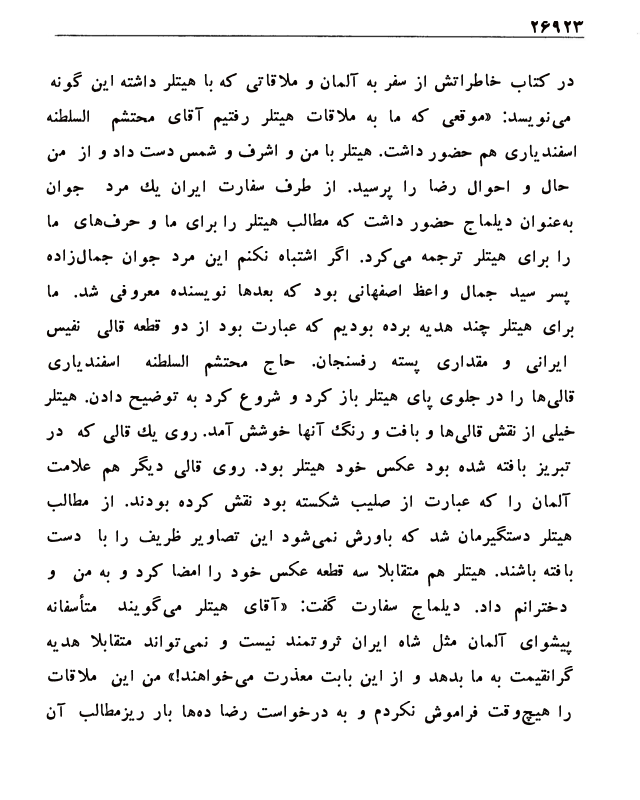 ۲۶۹۲۳
در کتاب خاطراتش از سفر به آلمان و ملاقاتی که با هیتلر داشته این گونه
می‌نویسد: «موقعی که ما به ملاقات هیتلر رفتیم آقای محتشم السلطنه
اسفندیاری هم حضور داشت. هیتلر با من و اشرف و شمس دست داد و از من
حال و احوال رضا را پرسید. از طرف سفارت ایران یك مرد جوان
به‌عنوان دیلماج حضور داشت که مطالب هیتلر را برای ما و حرف‌های ما
را برای هیتلر ترجمه می‌کرد. اگر اشتباه نکنم این مرد جوان جمال‌زاده
پسر سید جمال واعظ اصفهانی بود که بعدها نویسنده معروفی شد. ما
برای هیتلر چند هدیه برده بودیم که عبارت بود از دو قطعه قالی نفیس
ایرانی و مقداری پسته رفسنجان. حاج محتشم السلطنه اسفندیاری
قالی‌ها را در جلوی پای هیتلر باز کرد و شروع کرد به توضیح دادن. هیتلر
خیلی از نقش قالی‌ها و بافت و رنگ آنها خوشش آمد. روی یك قالی که در
تبریز بافته شده بود عکس خود هیتلر بود. روی قالی دیگر هم علامت
آلمان را که عبارت از صلیب شکسته بود نقش کرده بودند. از مطالب
هیتلر دستگیرمان شد که باورش نمی‌شود این تصاویر ظریف را با دست
بافته باشند. هیتلر هم متقابلا سه قطعه عکس خود را امضا کرد و به من و
دخترانم داد. دیلماج سفارت گفت: «آقای هیتلر می‌گویند متأسفانه
پیشوای آلمان مثل شاه ایران ثروتمند نیست و نمی‌تواند متقابلا هدیه
گرانقیمت به ما بدهد و از این بابت معذرت می‌خواهند!» من این ملاقات
را هیچ‌وقت فراموش نکردم و به درخواست رضا ده‌ها بار ریزمطالب آن